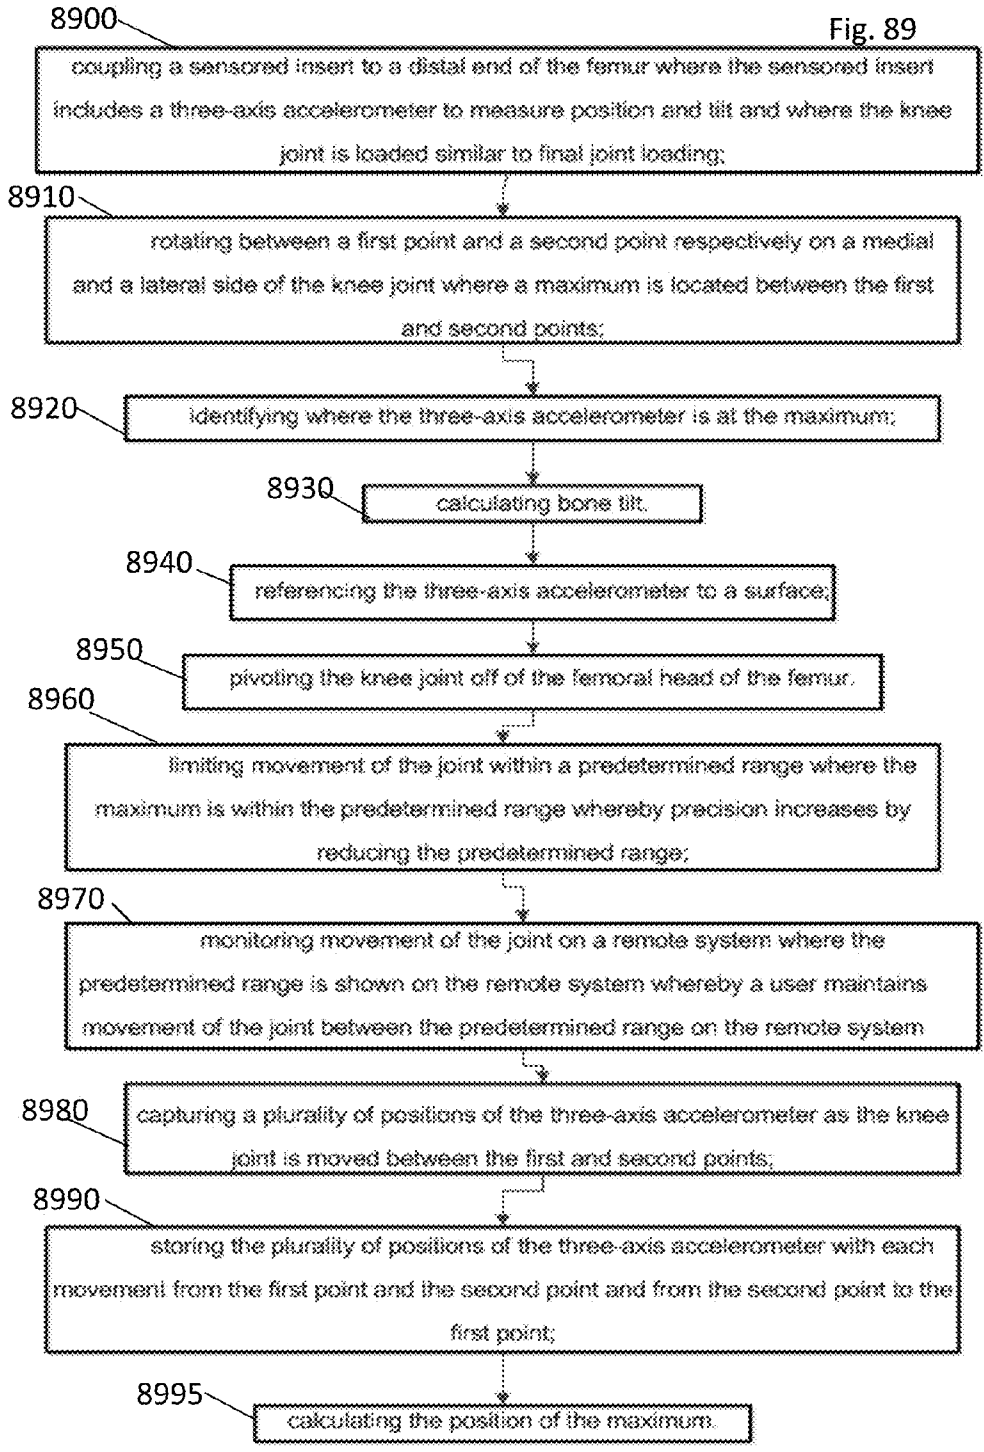 8900
Fig. 89
coupling a sensored insert to a distal end of the femur where the sensored insert
includes a three-axis accelerometer to measure position and tilt and where the knee
joint is loaded similar to final joint loading;
8910
rotating between a first point and a second point respectively on a medial
and a lateral side of the knee joint where a maximum is located between the first
and second points;
8920
identifying where the three-axis accelerometer is at the maximum;
8930
calculating bone tilt.
8940
referencing the three-axis accelerometer to a surface;
8950
pivoting the knee joint off of the femoral head of the femur.
8960
limiting movement of the joint within a predetermined range where the
maximum is within the predetermined range whereby precision increases by
reducing the predetermined range;
8970
monitoring movement of the joint on a remote system where the
predetermined range is shown on the remote system whereby a user maintains
movement of the joint between the predetermined range on the remote system
8980
capturing a plurality of positions of the three-axis accelerometer as the knee
joint is moved between the first and second points;
8990
storing the plurality of positions of the three-axis accelerometer with each
movement from the first point and the second point and from the second point to the
first point;
8995
calculating the position of the maximum.